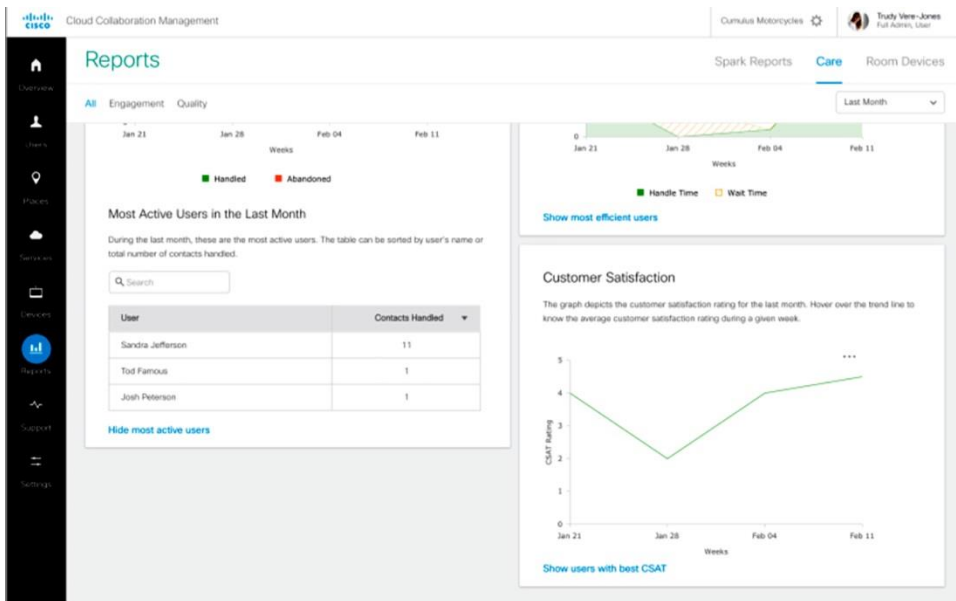 CISCO
Cloud Collaboration Management
Cumulus Motorcycles
Trudy Vere-Jones
Full Admin, User
Overview
Users
Places
Services
Devices
Reports
Support
Settings
Reports
Spark Reports Care Room Devices
All Engagement Quality
Last Month
Jan 21 Jan 28 Feb 04 Feb 11
Weeks
Handled Abandoned
Most Active Users in the Last Month
During the last month, these are the most active users. The table can be sorted by user's name or
total number of contacts handled.
Search
User Contacts Handled
Sandra Jefferson 11
Tod Famous 1
Josh Peterson 1
Hide most active users
0
Jan 21 Jan 28 Feb 04 Feb 11
Weeks
Handle Time Wait Time
Show most efficient users
Customer Satisfaction
The graph depicts the customer satisfaction rating for the last month. Hover over the trend line to
know the average customer satisfaction rating during a given week.
CSAT Rating
5
4
3
2
1
0
Jan 21 Jan 28 Feb 04 Feb 11
Weeks
Show users with best CSAT